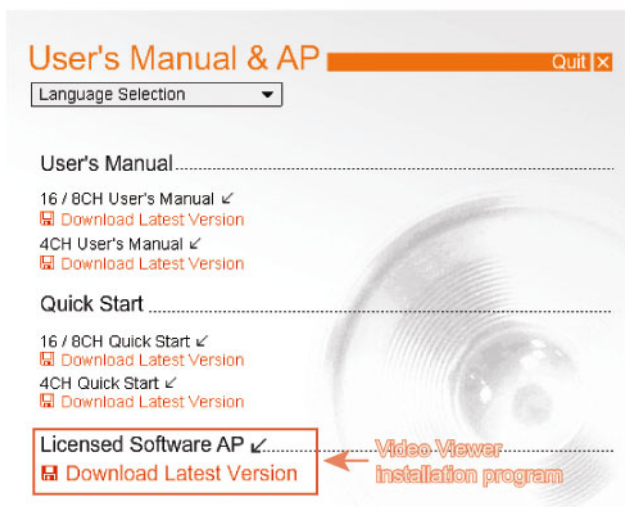 User's Manual & AP
Quit
Language Selection
User's Manual
16 / 8CH User's Manual
Download Latest Version
4CH User's Manual
Download Latest Version
Quick Start
16 / 8CH Quick Start
Download Latest Version
4CH Quick Start
Download Latest Version
Licensed Software AP
Download Latest Version
Video Viewer
installation program